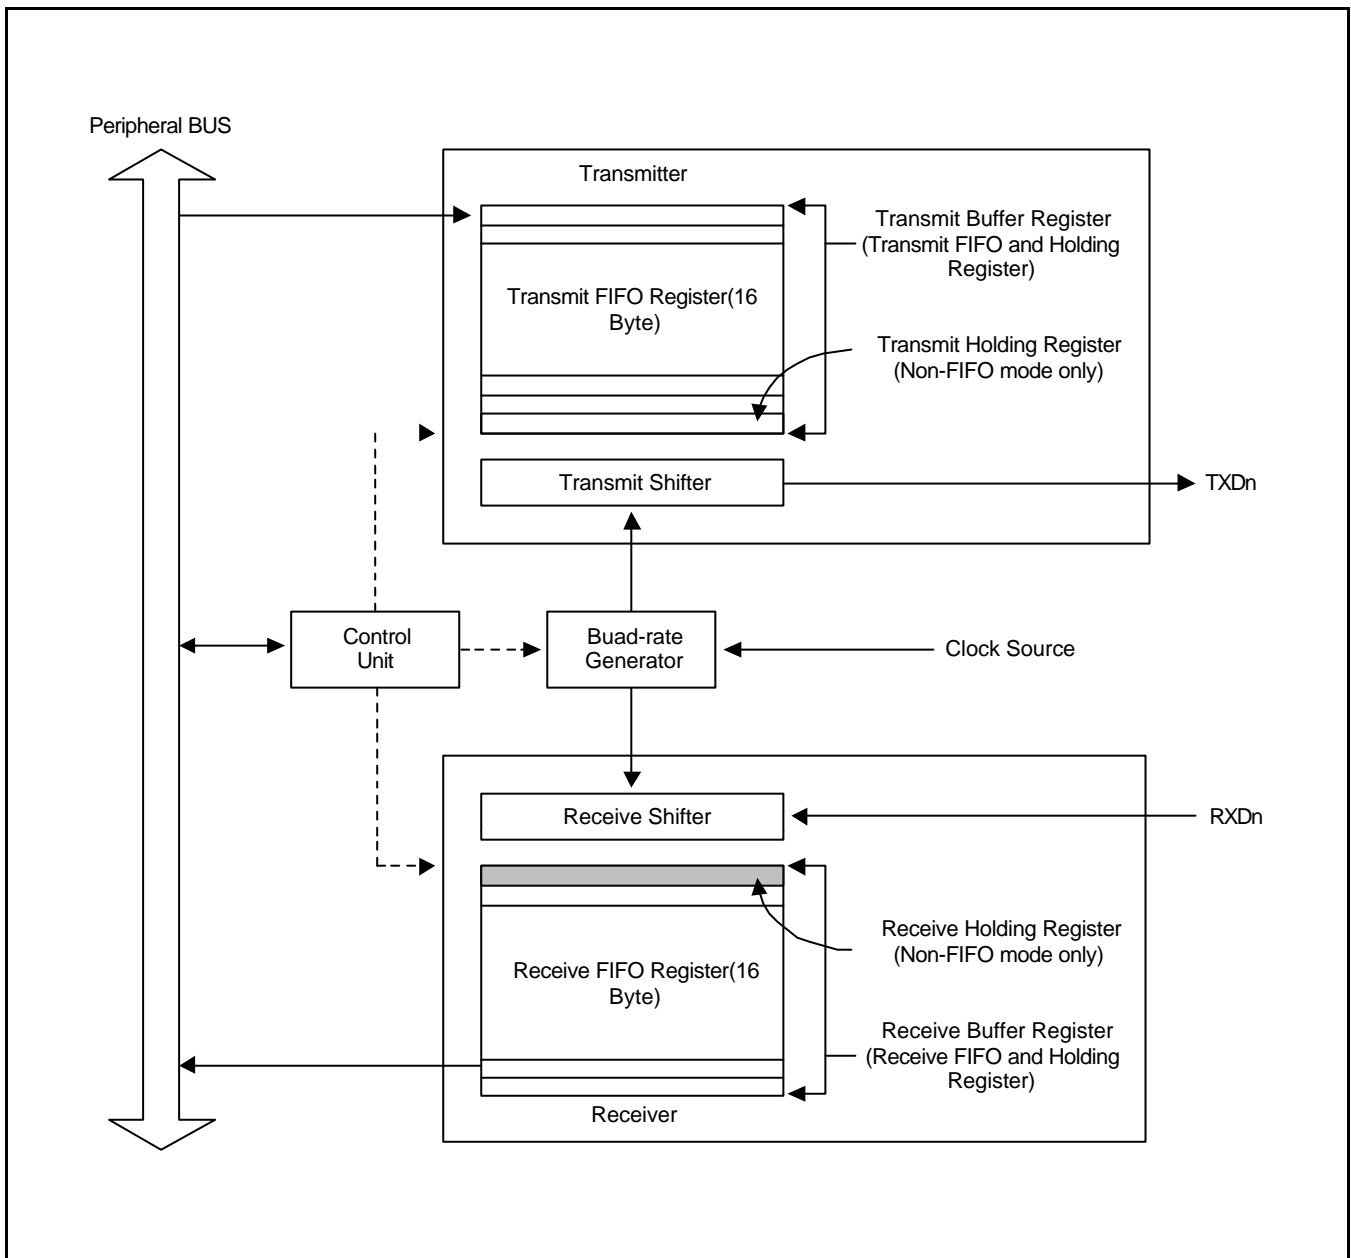 Peripheral BUS
Transmitter
Transmit Buffer Register
(Transmit FIFO and Holding
Register)
Transmit FIFO Register(16
Byte)
Transmit Holding Register
(Non-FIFO mode only)
Transmit Shifter
TXDn
Control
Unit
Buad-rate
Generator
Clock Source
Receive Shifter
RXDn
Receive Holding Register
(Non-FIFO mode only)
Receive FIFO Register(16
Byte)
Receive Buffer Register
(Receive FIFO and Holding
Register)
Receiver